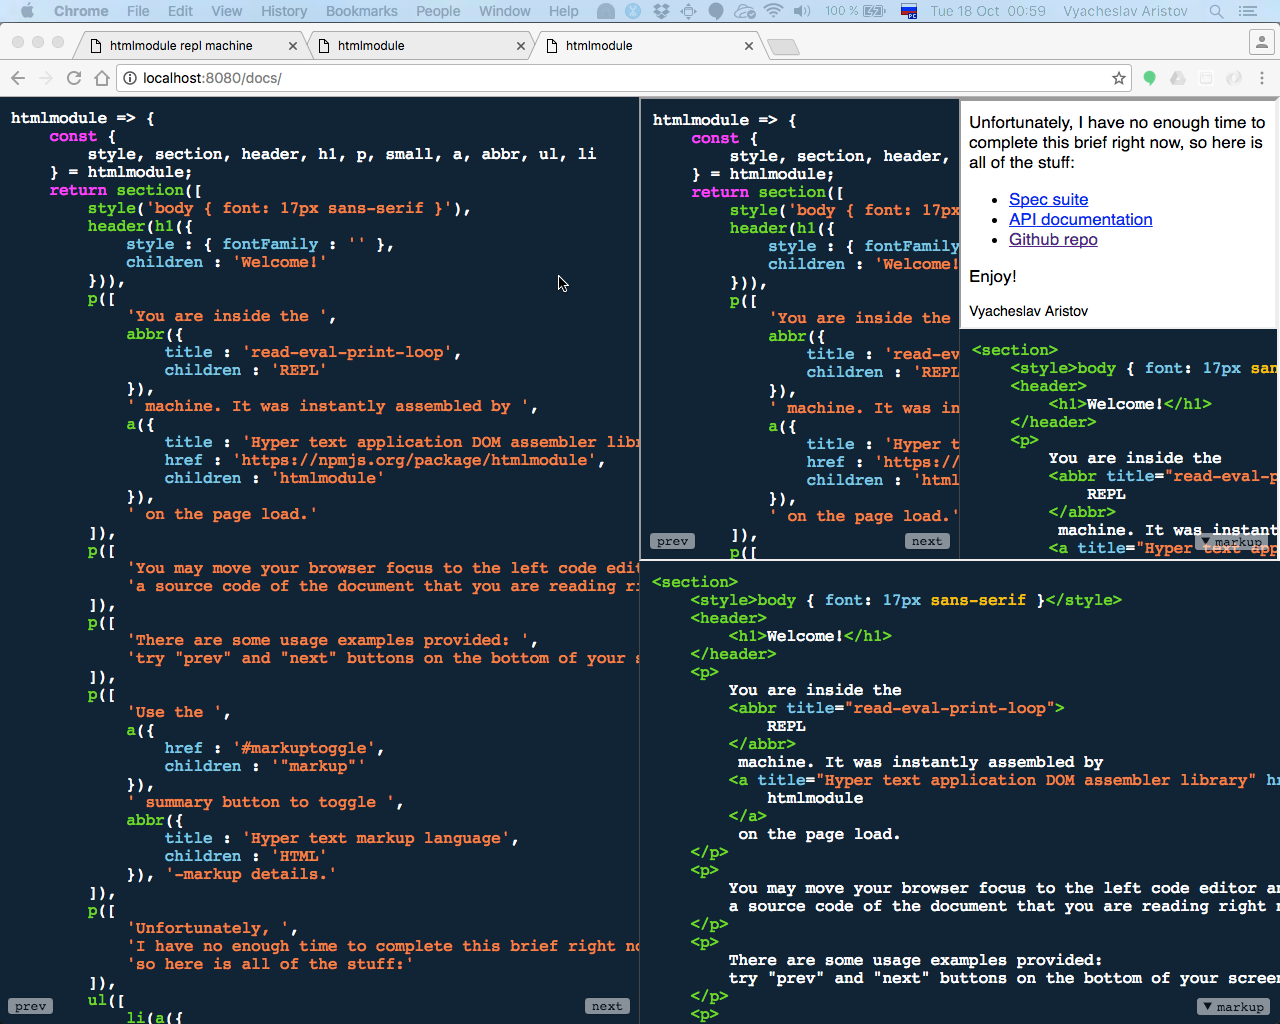 Chrome File Edit View History Bookmarks People Window Help 100 % Tue 18 Oct 00:59 Vyacheslav Aristov
htmlmodule repl machine
htmlmodule
htmlmodule
localhost:8080/docs/
htmlmodule => {
const {
style, section, header, h1, p, small, a, abbr, ul, li
} = htmlmodule;
return section([
style('body { font: 17px sans-serif }'),
header(h1({
style : { fontFamily : '' },
children : 'Welcome!'
})),
p([
'You are inside the ',
abbr({
title : 'read-eval-print-loop',
children : 'REPL'
}),
' machine. It was instantly assembled by ',
a({
title : 'Hyper text application DOM assembler lib
href : 'https://npmjs.org/package/htmlmodule',
children : 'htmlmodule'
}),
' on the page load.'
]),
p([
'You may move your browser focus to the left code edit
'a source code of the document that you are reading ri
]),
p([
'There are some usage examples provided: ',
'try "prev" and "next" buttons on the bottom of your s
]),
p([
'Use the ',
a({
href : '#markuptoggle',
children : '"markup"'
}),
' summary button to toggle ',
abbr({
title : 'Hyper text markup language',
children : 'HTML'
}), '-markup details.'
]),
p([
'Unfortunately, ',
'I have no enough time to complete this brief right no
'so here is all of the stuff:'
]),
ul([
li(a({
prev
next
htmlmodule => {
const {
style, section, header,
} = htmlmodule;
return section([
style('body { font: 17px
header(h1({
style : { fontFamily
children : 'Welcome!
})),
p([
'You are inside the
abbr({
title : 'read-ev
children : 'REPL
}),
' machine. It was in
a({
title : 'Hyper t
href : 'https://
children : 'html
}),
' on the page load.'
]),
p([
prev
next
Unfortunately, I have no enough time to
complete this brief right now, so here is
all of the stuff:
Spec suite
API documentation
Github repo
Enjoy!
Vyacheslav Aristov
<section>
<style>body { font: 17px san
<header>
<h1>Welcome!</h1>
</header>
<p>
You are inside the
<abbr title="read-eval-p
REPL
</abbr>
machine. It was instant
<a title="Hyper text app
▼ markup
<section>
<style>body { font: 17px sans-serif }</style>
<header>
<h1>Welcome!</h1>
</header>
<p>
You are inside the
<abbr title="read-eval-print-loop">
REPL
</abbr>
machine. It was instantly assembled by
<a title="Hyper text application DOM assembler library" hr
htmlmodule
</a>
on the page load.
</p>
<p>
You may move your browser focus to the left code editor an
a source code of the document that you are reading right n
</p>
<p>
There are some usage examples provided:
try "prev" and "next" buttons on the bottom of your screen
</p>
<p>
▼ markup